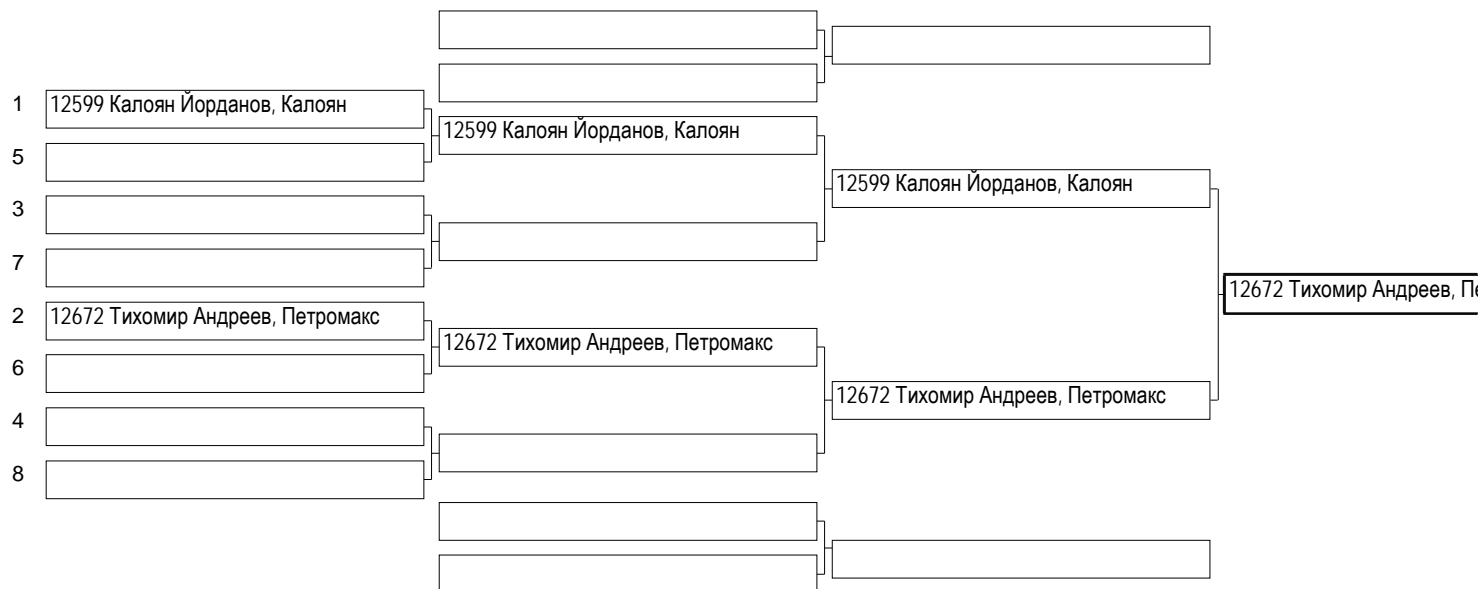 1 12599 Калоян Йорданов, Калоян
12599 Калоян Йорданов, Калоян
5
12599 Калоян Йорданов, Калоян
3
7
12672 Тихомир Андреев,
2 12672 Тихомир Андреев, Петромакс
12672 Тихомир Андреев, Петромакс
6
12672 Тихомир Андреев, Петромакс
4
8